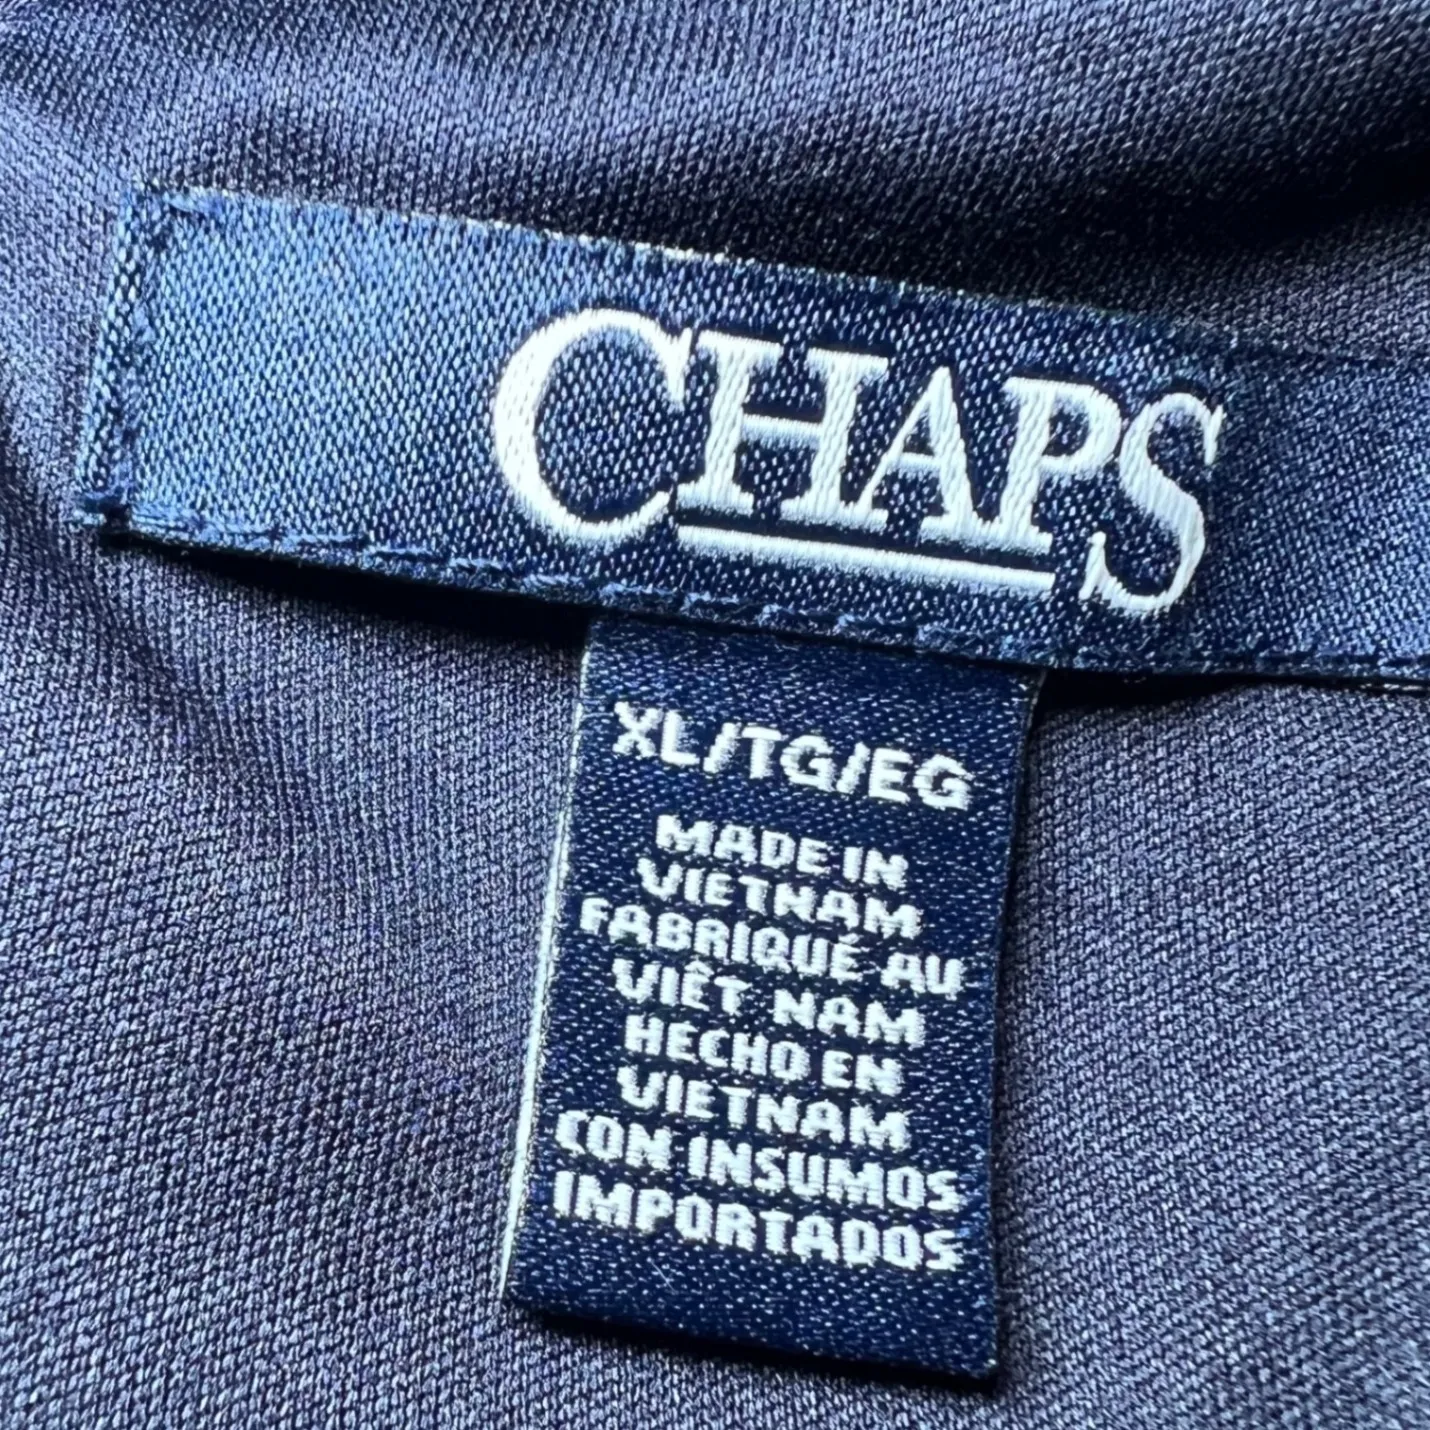 CHAPS
XL/TG/EG
MADE IN
VIETNAM
FABRIQUÉ AU
VIÊT NAM
HECHO EN
VIETNAM
CON INSUMOS
IMPORTADOS